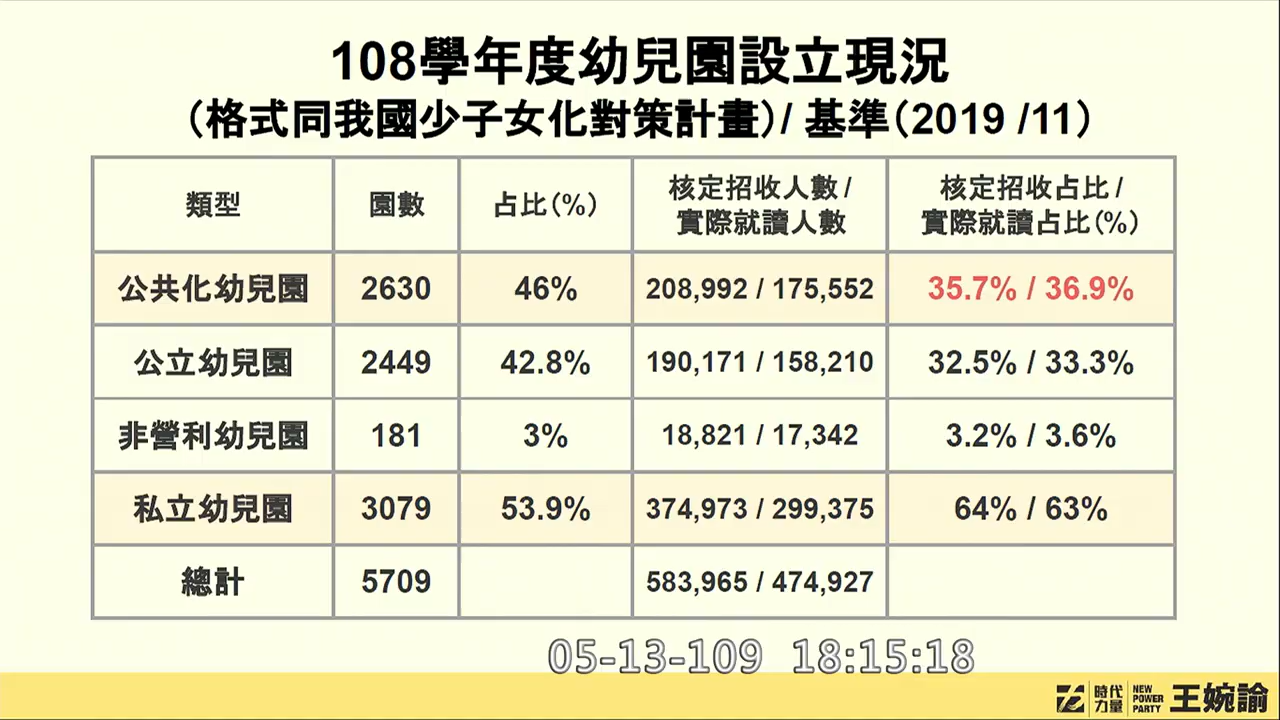 108學年度幼兒園設立現況
（格式同我國少子女化對策計畫）/ 基準（2019 /11）
類型 園數 占比（%） 核定招收人數 / 實際就讀人數 核定招收占比 / 實際就讀占比（%）
公共化幼兒園 2630 46% 208,992 / 175,552 35.7% / 36.9%
公立幼兒園 2449 42.8% 190,171 / 158,210 32.5% / 33.3%
非營利幼兒園 181 3% 18,821 / 17,342 3.2% / 3.6%
私立幼兒園 3079 53.9% 374,973 / 299,375 64% / 63%
總計 5709 583,965 / 474,927
05-13-109 18:15:18
時代力量 NEW POWER PARTY 王婉諭